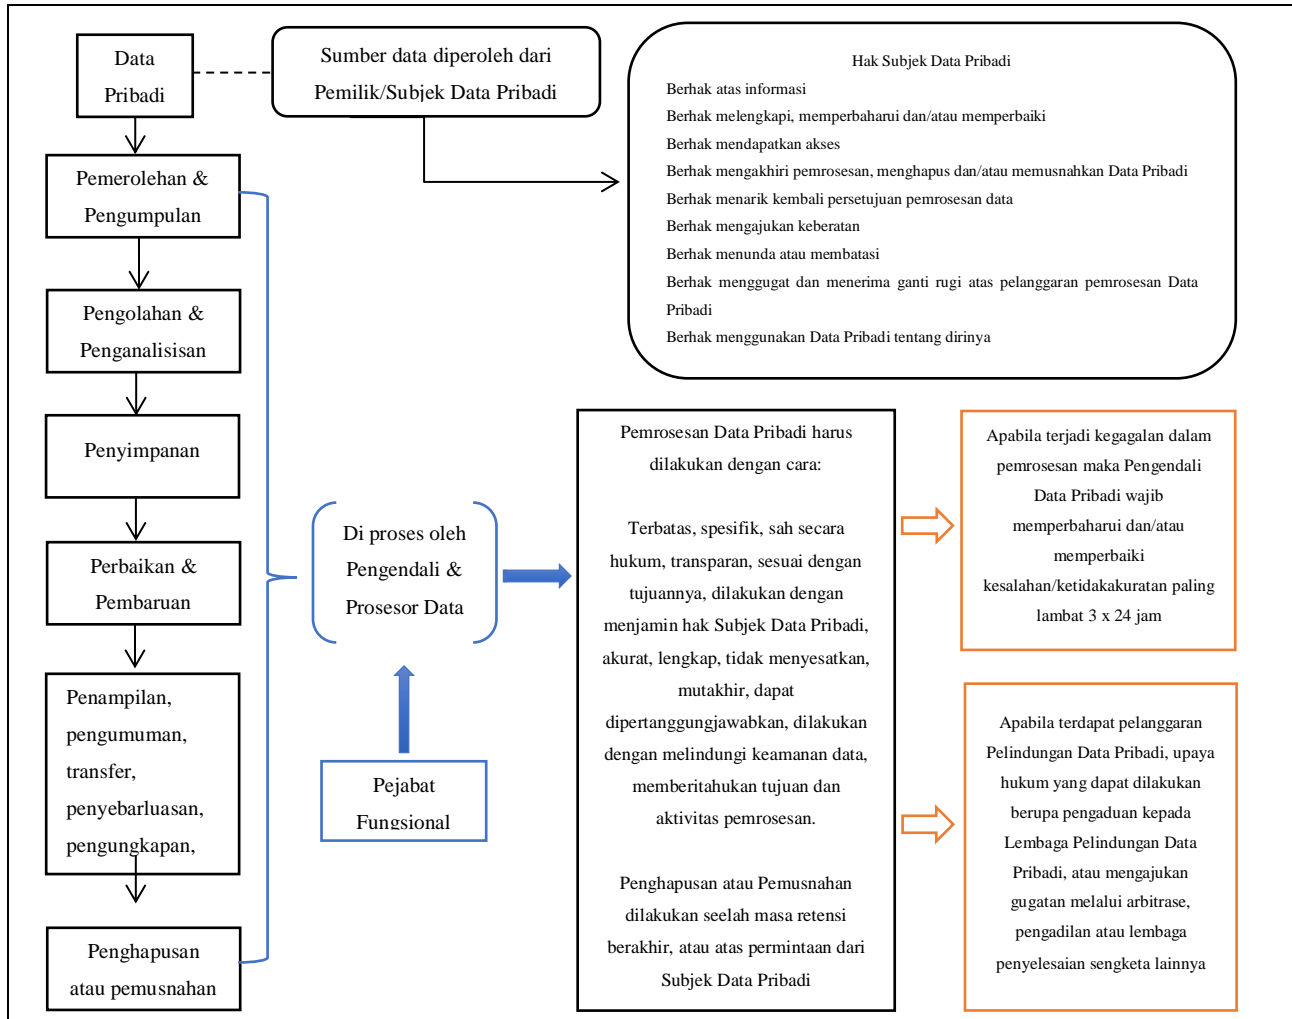 Data
Pribadi
Sumber data diperoleh dari
Pemilik/Subjek Data Pribadi
Hak Subjek Data Pribadi
Berhak atas informasi
Berhak melengkapi, memperbaharui dan/atau memperbaiki
Berhak mendapatkan akses
Berhak mengakhiri pemrosesan, menghapus dan/atau memusnahkan Data Pribadi
Berhak menarik kembali persetujuan pemrosesan data
Berhak mengajukan keberatan
Berhak menunda atau membatasi
Berhak menggugat dan menerima ganti rugi atas pelanggaran pemrosesan Data
Pribadi
Berhak menggunakan Data Pribadi tentang dirinya
Pemerolehan &
Pengumpulan
Pengolahan &
Penganalisisan
Penyimpanan
Perbaikan &
Pembaruan
Penampilan,
pengumuman,
transfer,
penyebarluasan,
pengungkapan,
Penghapusan
atau pemusnahan
Di proses oleh
Pengendali &
Prosesor Data
Pejabat
Fungsional
Pemrosesan Data Pribadi harus
dilakukan dengan cara:
Terbatas, spesifik, sah secara
hukum, transparan, sesuai dengan
tujuannya, dilakukan dengan
menjamin hak Subjek Data Pribadi,
akurat, lengkap, tidak menyesatkan,
mutakhir, dapat
dipertanggungjawabkan, dilakukan
dengan melindungi keamanan data,
memberitahukan tujuan dan
aktivitas pemrosesan.
Penghapusan atau Pemusnahan
dilakukan seelah masa retensi
berakhir, atau atas permintaan dari
Subjek Data Pribadi
Apabila terjadi kegagalan dalam
pemrosesan maka Pengendali
Data Pribadi wajib
memperbaharui dan/atau
memperbaiki
kesalahan/ketidakakuratan paling
lambat 3 x 24 jam
Apabila terdapat pelanggaran
Pelindungan Data Pribadi, upaya
hukum yang dapat dilakukan
berupa pengaduan kepada
Lembaga Pelindungan Data
Pribadi, atau mengajukan
gugatan melalui arbitrase,
pengadilan atau lembaga
penyelesaian sengketa lainnya